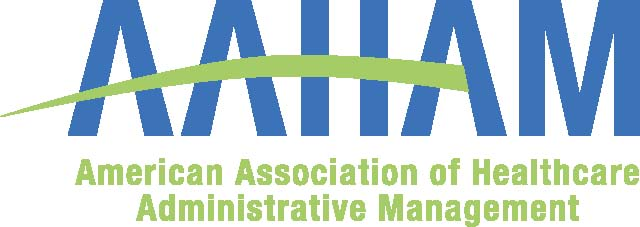 AAHAM
American Association of Healthcare
Administrative Management